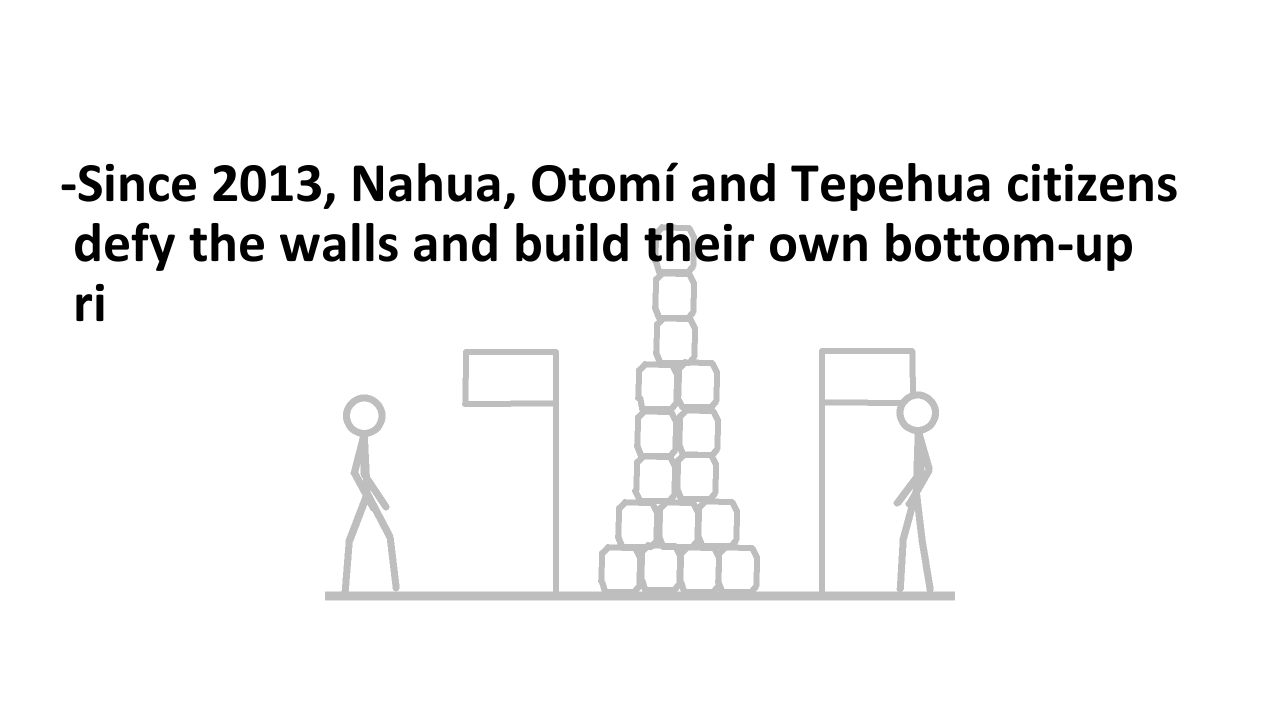 -Since 2013, Nahua, Otomí and Tepehua citizens
defy the walls and build their own bottom-up
ri